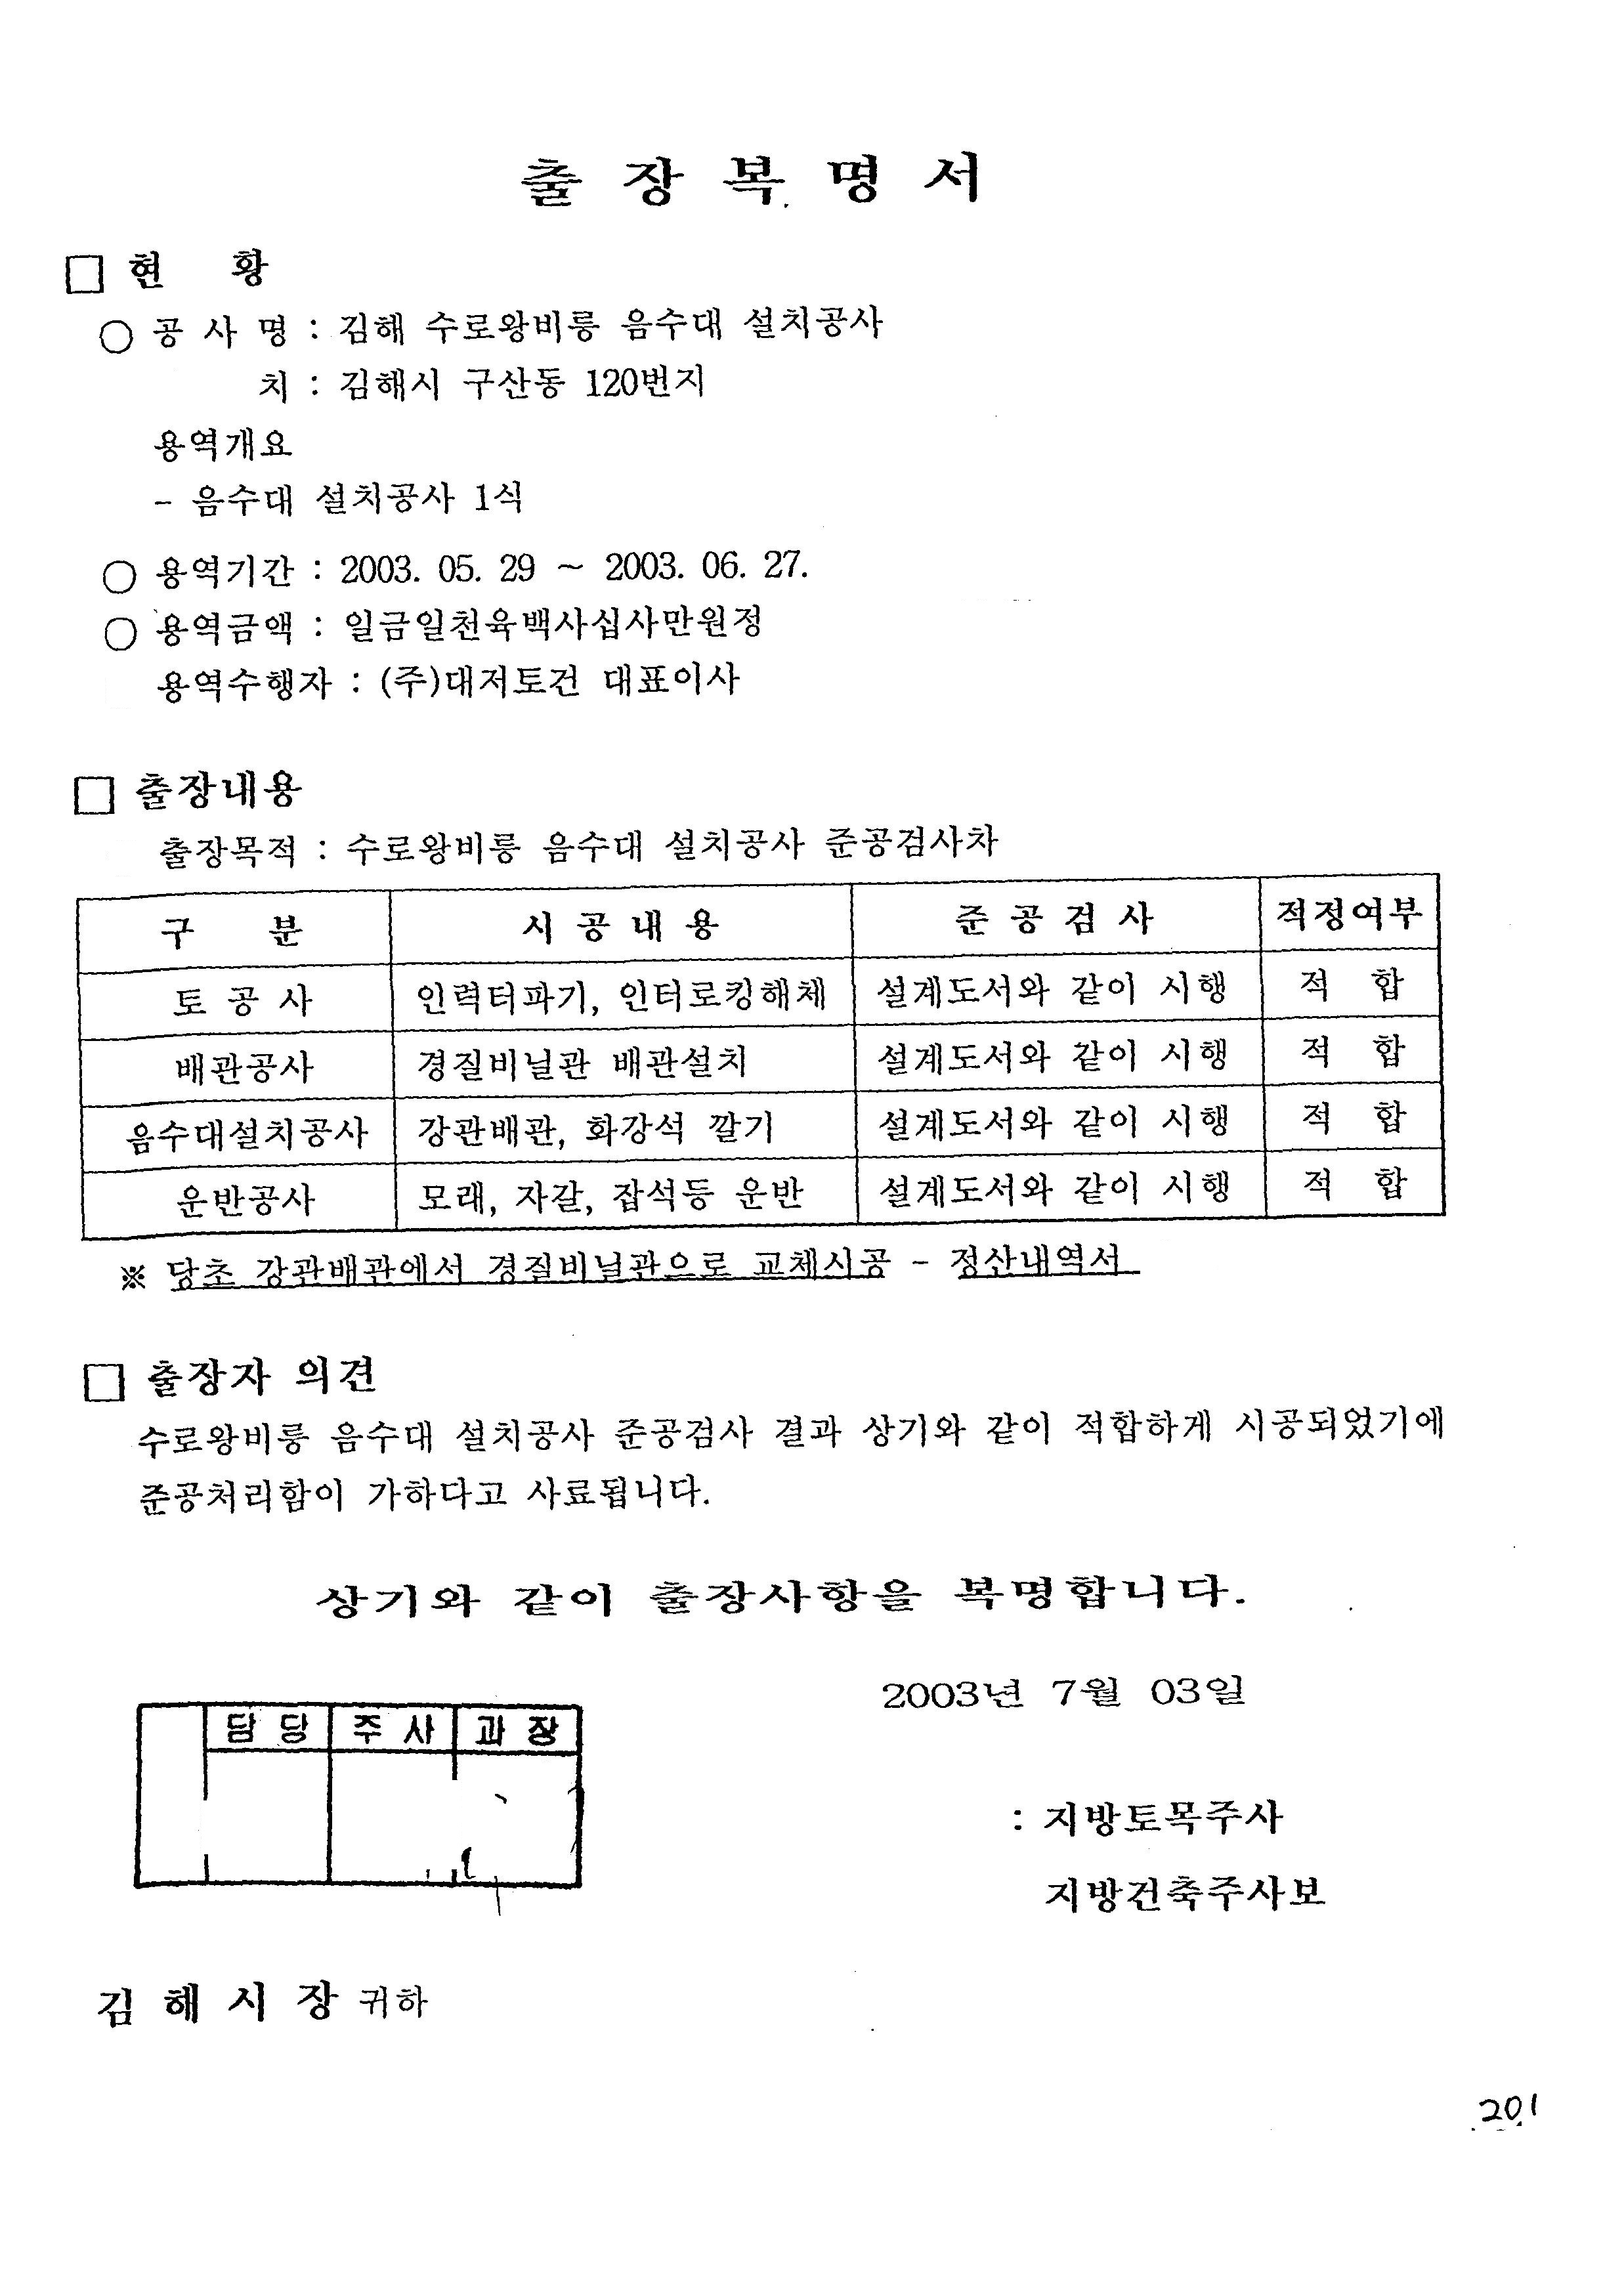 출 장 복 명 서
□ 현 황
○ 공 사 명 : 김해 수로왕비릉 음수대 설치공사
치 : 김해시 구산동 120번지
용역개요
- 음수대 설치공사 1식
○ 용역기간 : 2003. 05. 29 ~ 2003. 06. 27.
○ 용역금액 : 일금일천육백사십사만원정
용역수행자 : (주)대저토건 대표이사
□ 출장내용
출장목적 : 수로왕비릉 음수대 설치공사 준공검사차
구 분 시 공 내 용 준 공 검 사 적정여부
토 공 사 인력터파기, 인터로킹해체 설계도서와 같이 시행 적 합
배관공사 경질비닐관 배관설치 설계도서와 같이 시행 적 합
음수대설치공사 강관배관, 화강석 깔기 설계도서와 같이 시행 적 합
운반공사 모래, 자갈, 잡석등 운반 설계도서와 같이 시행 적 합
※ 당초 강관배관에서 경질비닐관으로 교체시공 - 정산내역서
□ 출장자 의견
수로왕비릉 음수대 설치공사 준공검사 결과 상기와 같이 적합하게 시공되었기에
준공처리함이 가하다고 사료됩니다.
상기와 같이 출장사항을 복명합니다.
2003년 7월 03일
담 당 주 사 과 장
: 지방토목주사
지방건축주사보
김 해 시 장 귀하
201